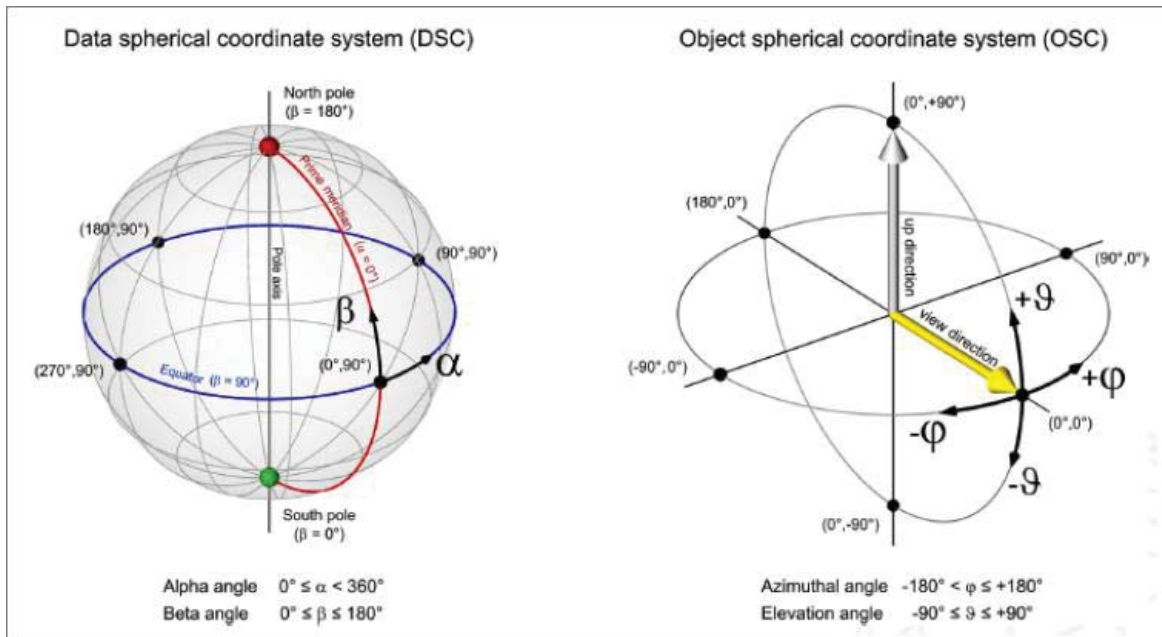 Data spherical coordinate system (DSC)
North pole
(β = 180°)
Prime meridian (α = 0°)
(180°,90°)
(90°,90°)
Pole axis
β
(270°,90°)
(0°,90°)
α
Equator (β = 90°)
South pole
(β = 0°)
Alpha angle 0° ≤ α < 360°
Beta angle 0° ≤ β ≤ 180°
Object spherical coordinate system (OSC)
(0°,+90°)
(180°,0°)
up direction
(90°,0°)
+ϑ
view direction
(-90°,0°)
+φ
(0°,0°)
-φ
-ϑ
(0°,-90°)
Azimuthal angle -180° < φ ≤ +180°
Elevation angle -90° ≤ ϑ ≤ +90°